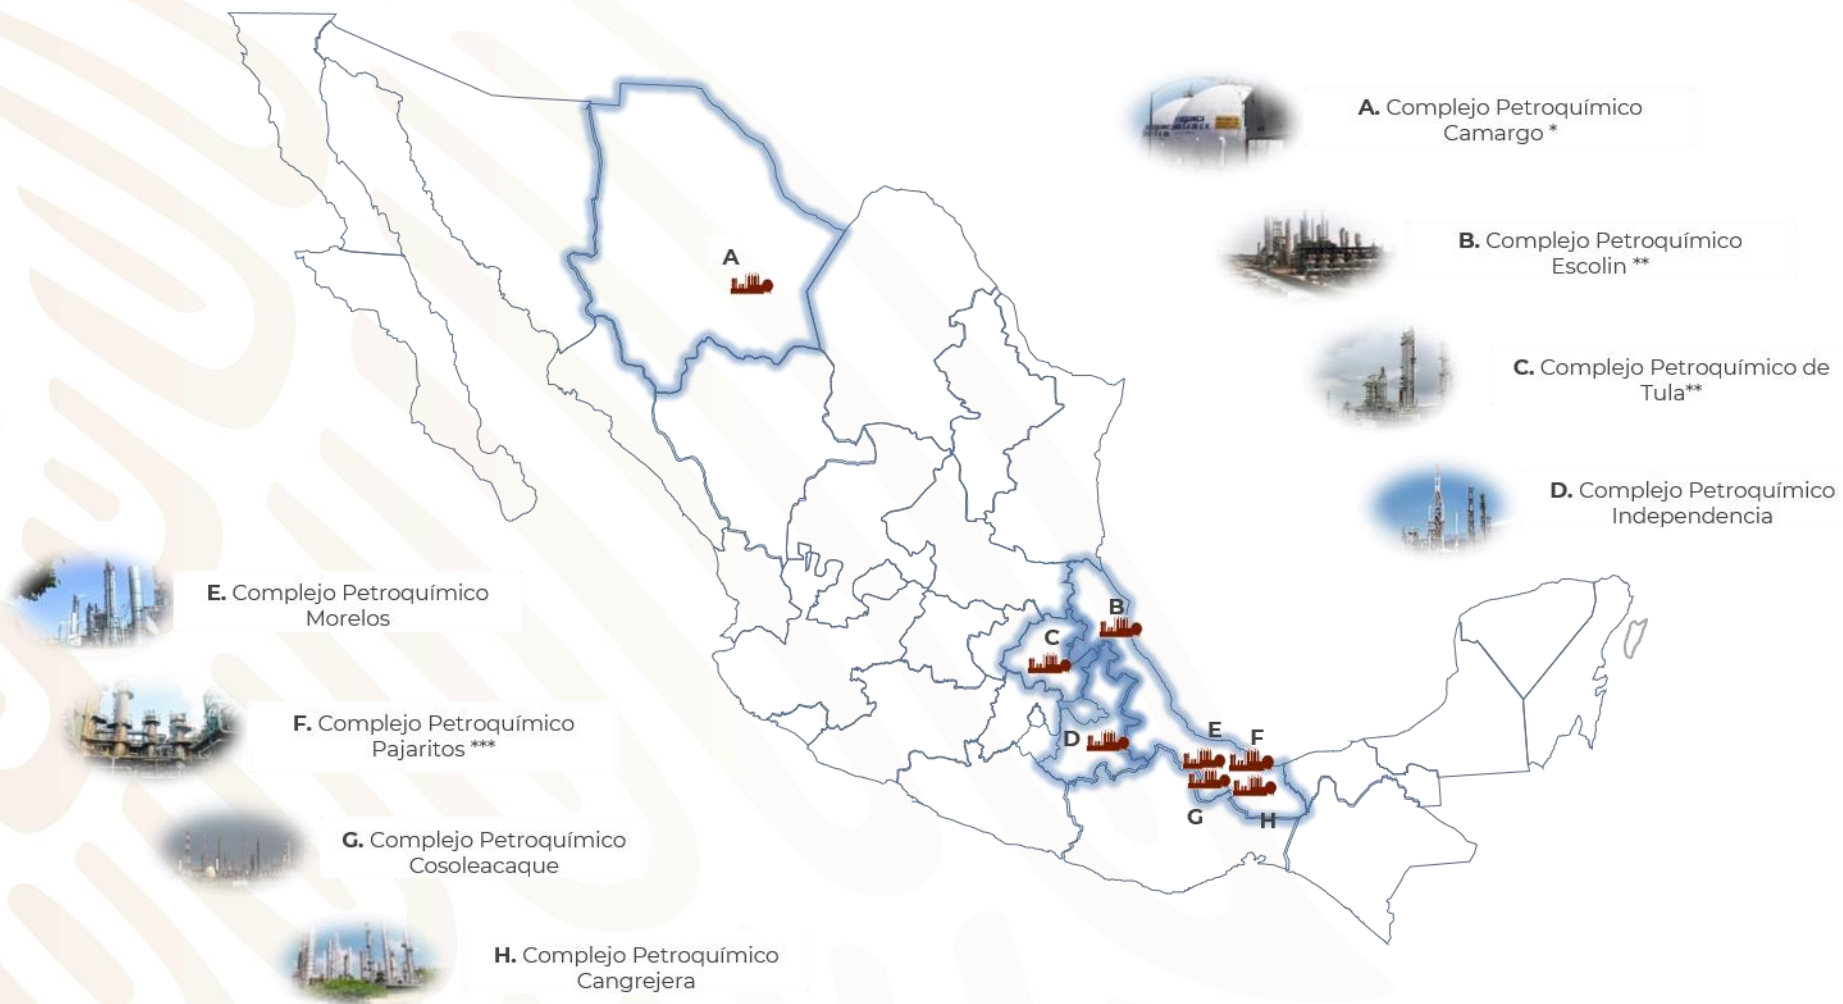 A. Complejo Petroquímico
Camargo *
B. Complejo Petroquímico
Escolin **
C. Complejo Petroquímico de
Tula**
D. Complejo Petroquímico
Independencia
E. Complejo Petroquímico
Morelos
F. Complejo Petroquímico
Pajaritos ***
G. Complejo Petroquímico
Cosoleacaque
H. Complejo Petroquímico
Cangrejera
A
B
C
D
E
F
G
H